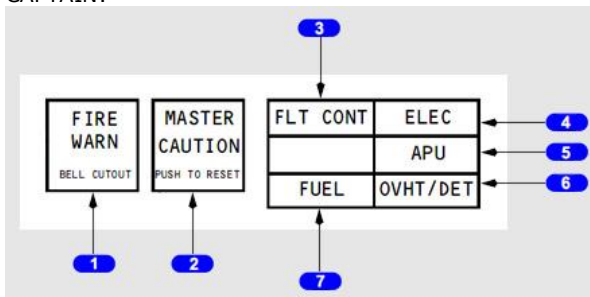 3
FIRE
WARN
BELL CUTOUT
MASTER
CAUTION
PUSH TO RESET
FLT CONT
ELEC
4
APU
5
FUEL
OVHT/DET
6
1
2
7